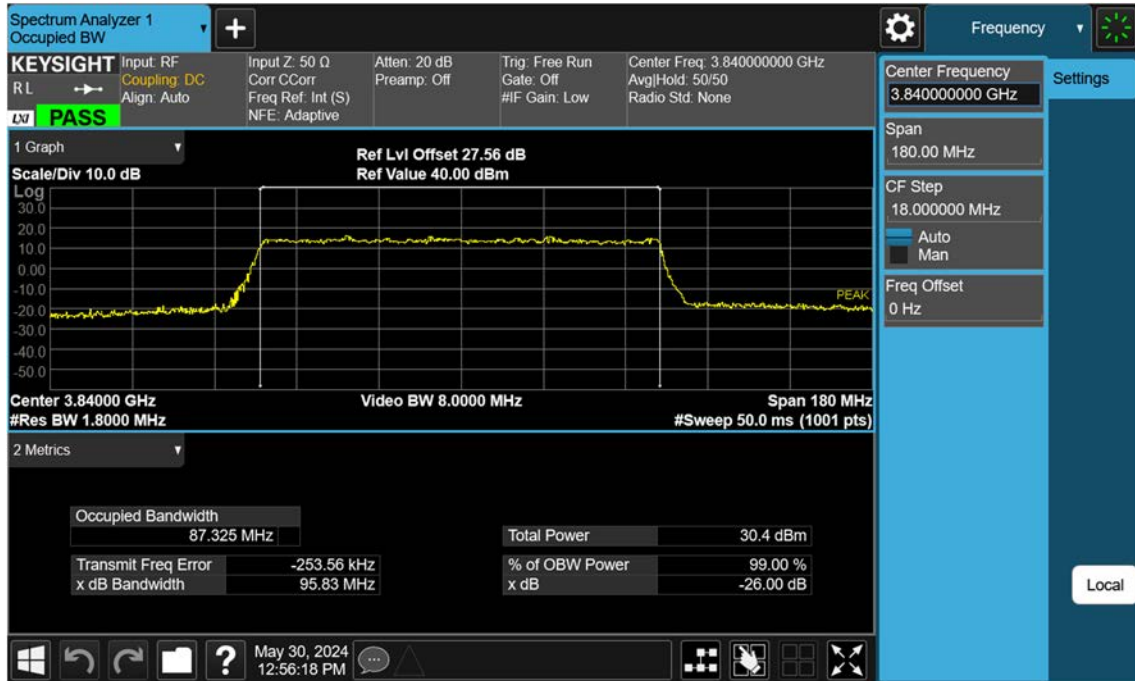 Spectrum Analyzer 1
Occupied BW
+
Frequency
KEYSIGHT
R L
LXI
PASS
Input: RF
Coupling: DC
Align: Auto
Input Z: 50 Ω
Corr CCorr
Freq Ref: Int (S)
NFE: Adaptive
Atten: 20 dB
Preamp: Off
Trig: Free Run
Gate: Off
#IF Gain: Low
Center Freq: 3.840000000 GHz
Avg|Hold: 50/50
Radio Std: None
Center Frequency
3.840000000 GHz
Settings
Span
180.00 MHz
CF Step
18.000000 MHz
Auto
Man
Freq Offset
0 Hz
Local
1 Graph
Scale/Div 10.0 dB
Ref Lvl Offset 27.56 dB
Ref Value 40.00 dBm
Log
30.0
20.0
10.0
0.00
-10.0
-20.0
-30.0
-40.0
-50.0
PEAK
Center 3.84000 GHz
#Res BW 1.8000 MHz
Video BW 8.0000 MHz
Span 180 MHz
#Sweep 50.0 ms (1001 pts)
2 Metrics
Occupied Bandwidth
87.325 MHz
Total Power 30.4 dBm
Transmit Freq Error -253.56 kHz
% of OBW Power 99.00 %
x dB Bandwidth 95.83 MHz
x dB -26.00 dB
?
May 30, 2024
12:56:18 PM